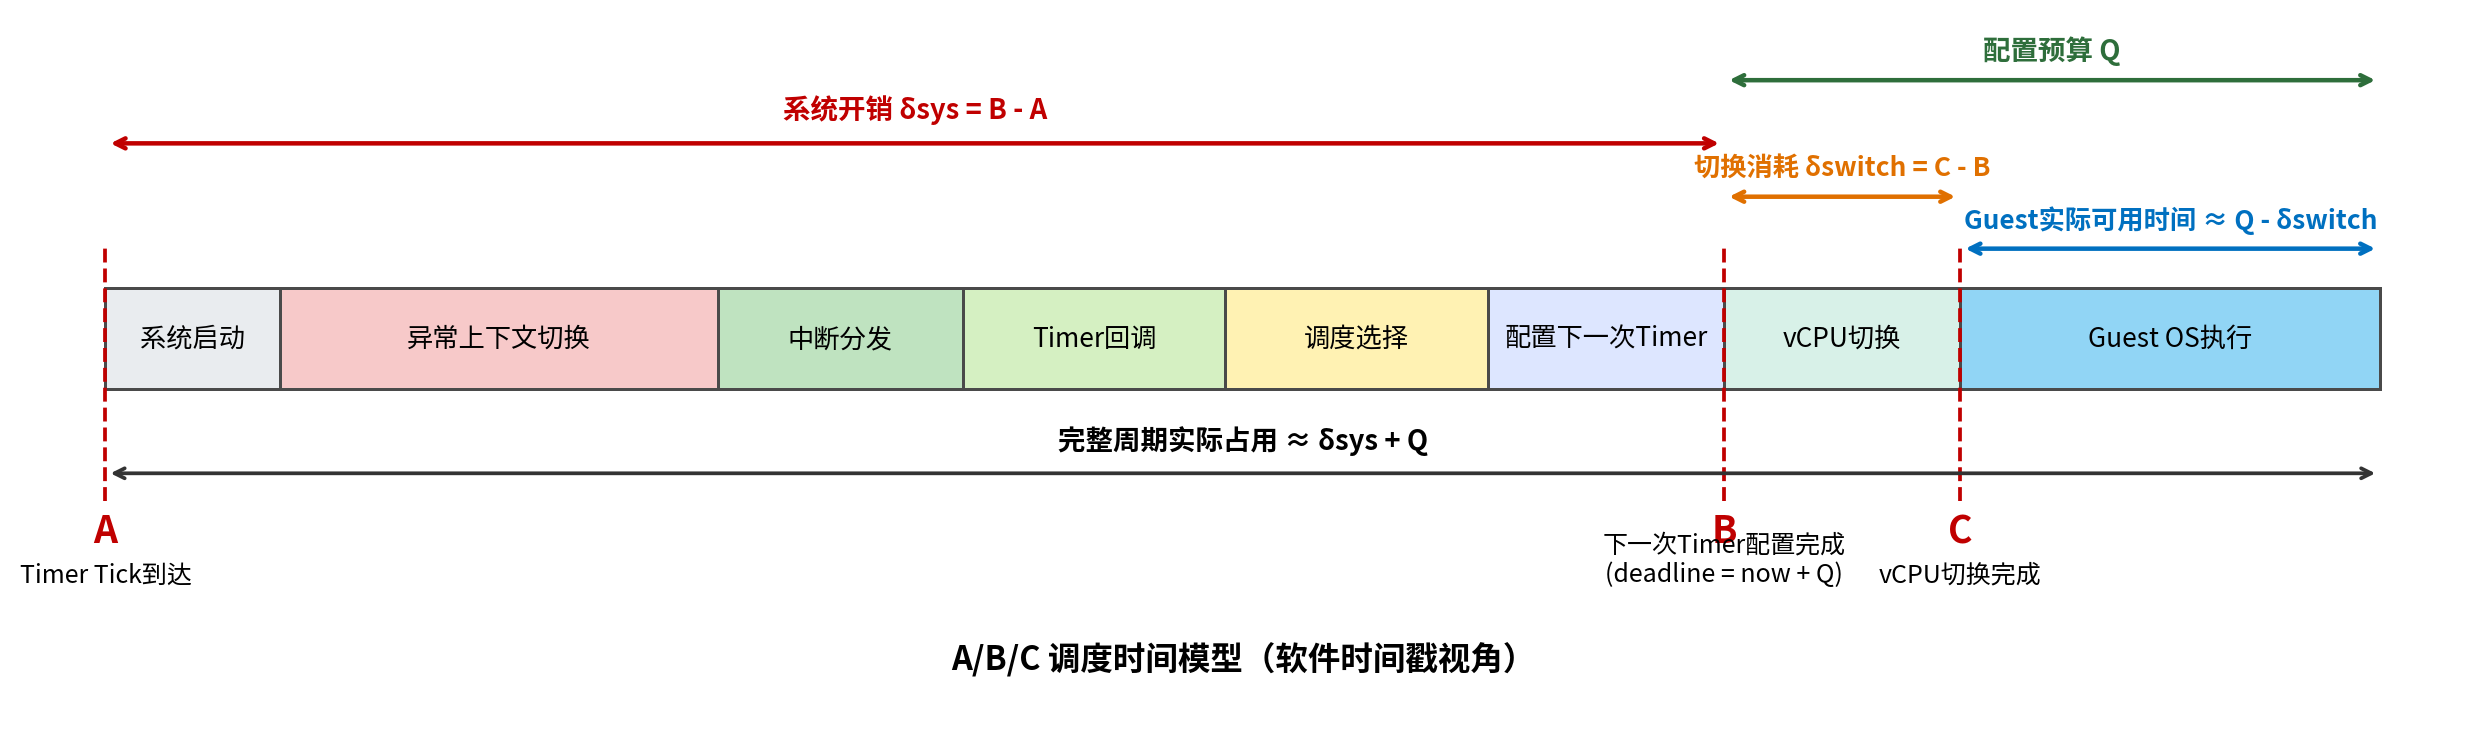 配置预算 Q
系统开销 δsys = B - A
切换消耗 δswitch = C - B
Guest实际可用时间 ≈ Q - δswitch
系统启动
异常上下文切换
中断分发
Timer回调
调度选择
配置下一次Timer
vCPU切换
Guest OS执行
完整周期实际占用 ≈ δsys + Q
A
Timer Tick到达
B
下一次Timer配置完成
(deadline = now + Q)
C
vCPU切换完成
A/B/C 调度时间模型（软件时间戳视角）